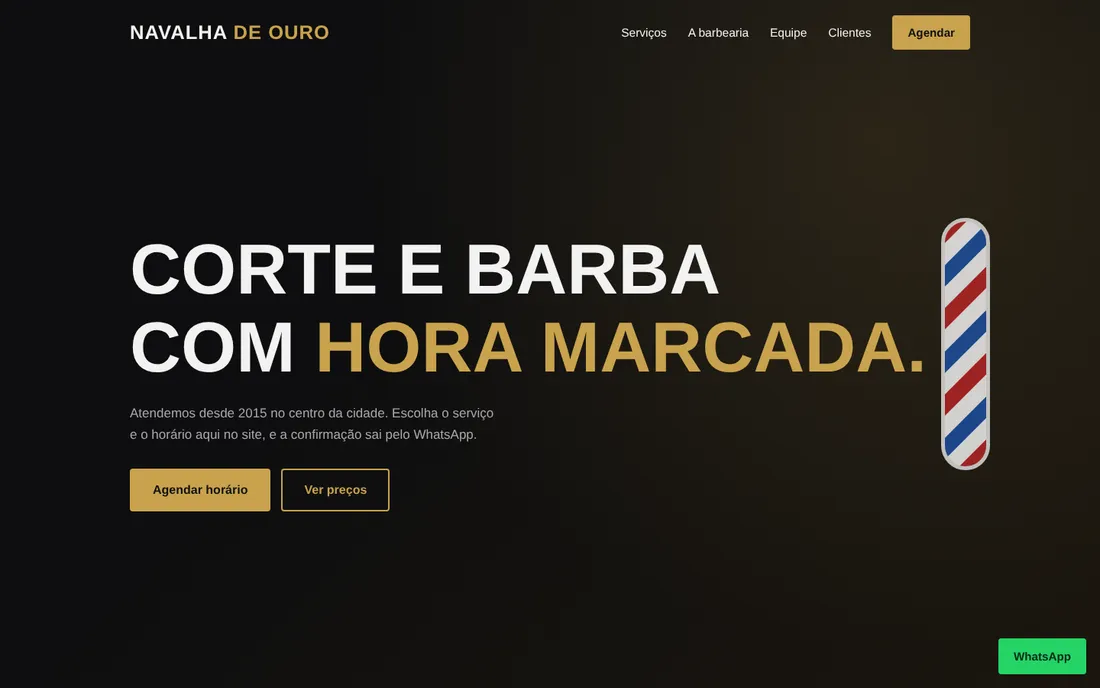 NAVALHA DE OURO
Serviços A barbearia Equipe Clientes Agendar
CORTE E BARBA
COM HORA MARCADA.
Atendemos desde 2015 no centro da cidade. Escolha o serviço
e o horário aqui no site, e a confirmação sai pelo WhatsApp.
Agendar horário Ver preços
WhatsApp